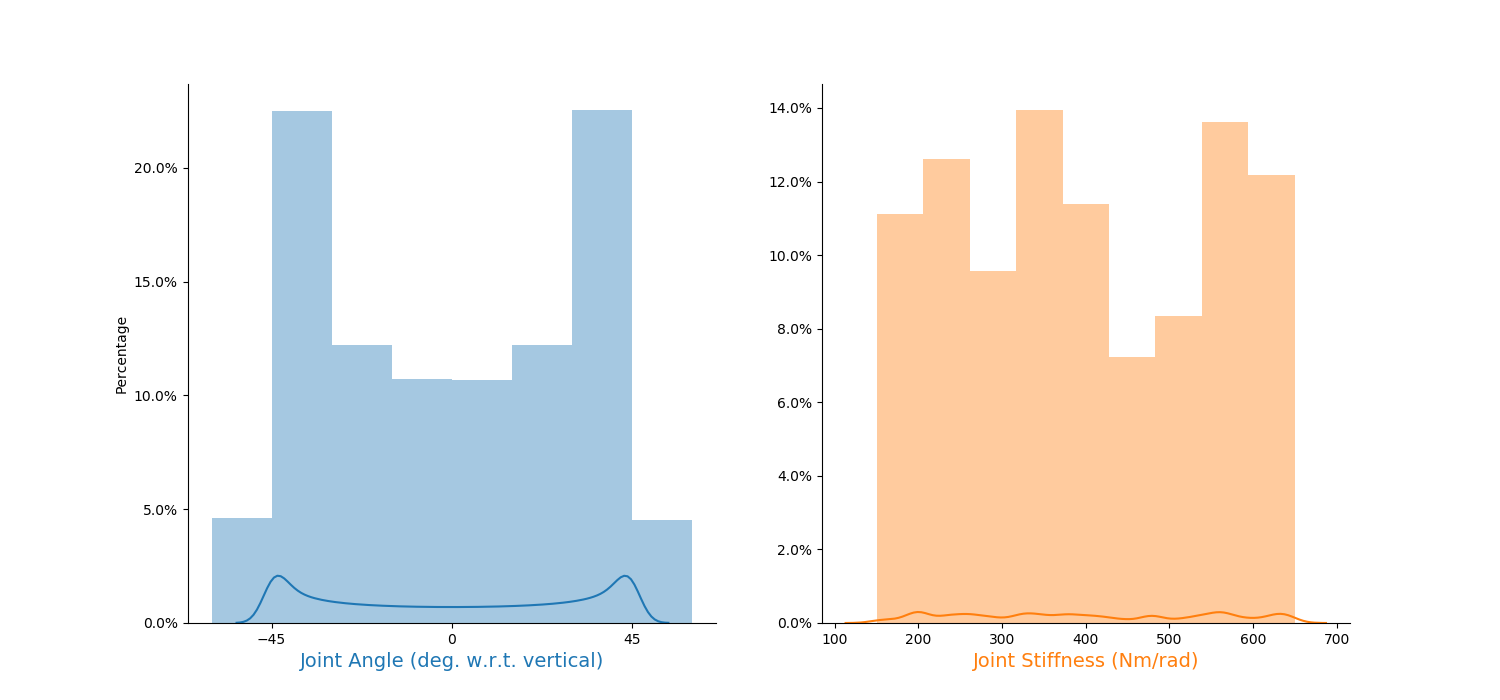 Percentage
20.0%
15.0%
10.0%
5.0%
0.0%
−45 0 45
Joint Angle (deg. w.r.t. vertical)
14.0%
12.0%
10.0%
8.0%
6.0%
4.0%
2.0%
0.0%
100 200 300 400 500 600 700
Joint Stiffness (Nm/rad)